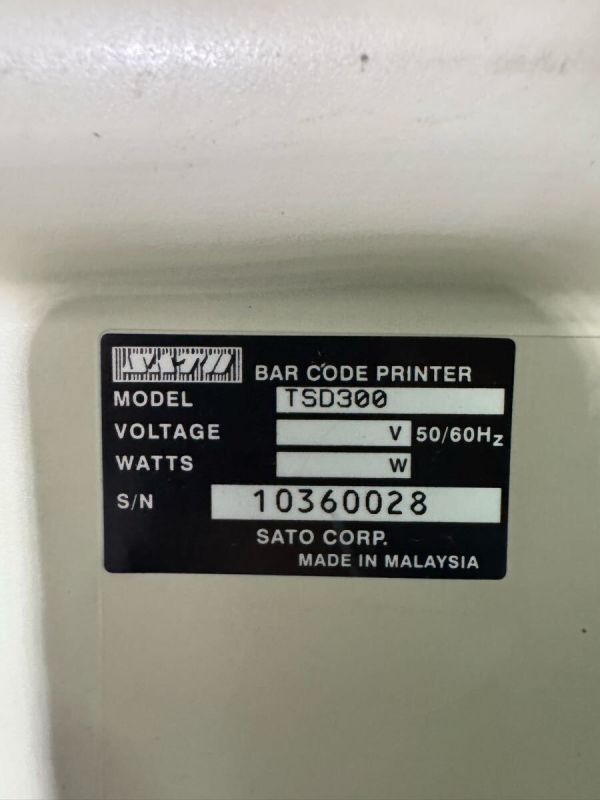 SATO BAR CODE PRINTER
MODEL TSD300
VOLTAGE V 50/60Hz
WATTS W
S/N 10360028
SATO CORP.
MADE IN MALAYSIA